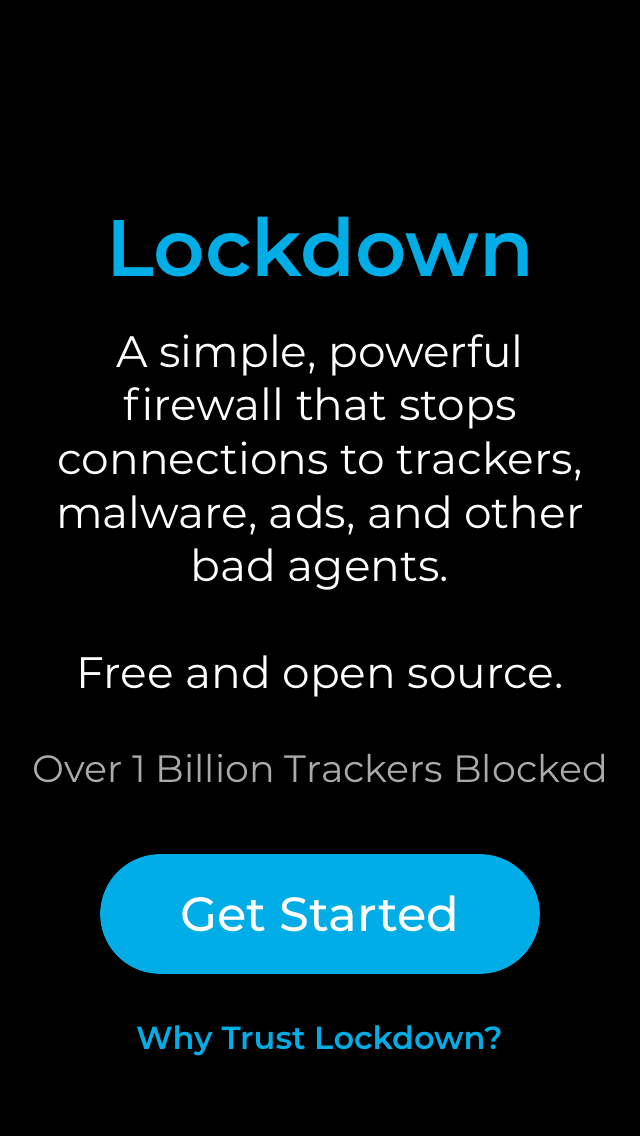 Lockdown
A simple, powerful
firewall that stops
connections to trackers,
malware, ads, and other
bad agents.
Free and open source.
Over 1 Billion Trackers Blocked
Get Started
Why Trust Lockdown?